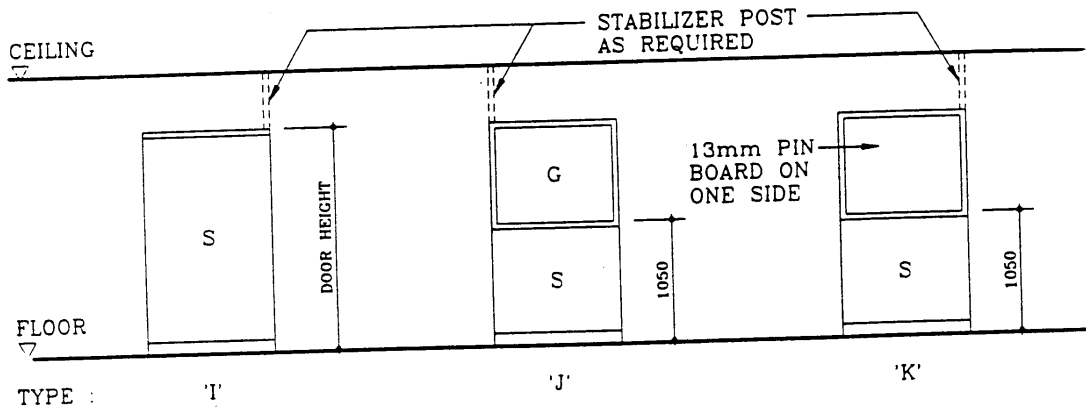 STABILIZER POST
AS REQUIRED
CEILING
13mm PIN
BOARD ON
ONE SIDE
G
S
DOOR HEIGHT
S
1050
S
1050
FLOOR
TYPE :
'I'
'J'
'K'